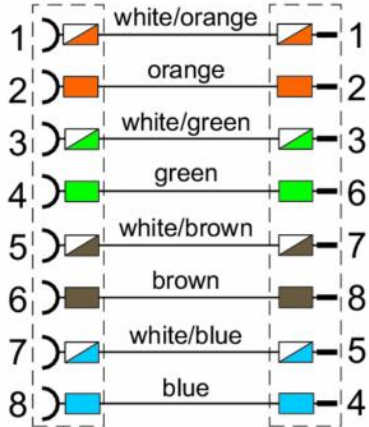 1 white/orange 1
2 orange 2
3 white/green 3
4 green 6
5 white/brown 7
6 brown 8
7 white/blue 5
8 blue 4